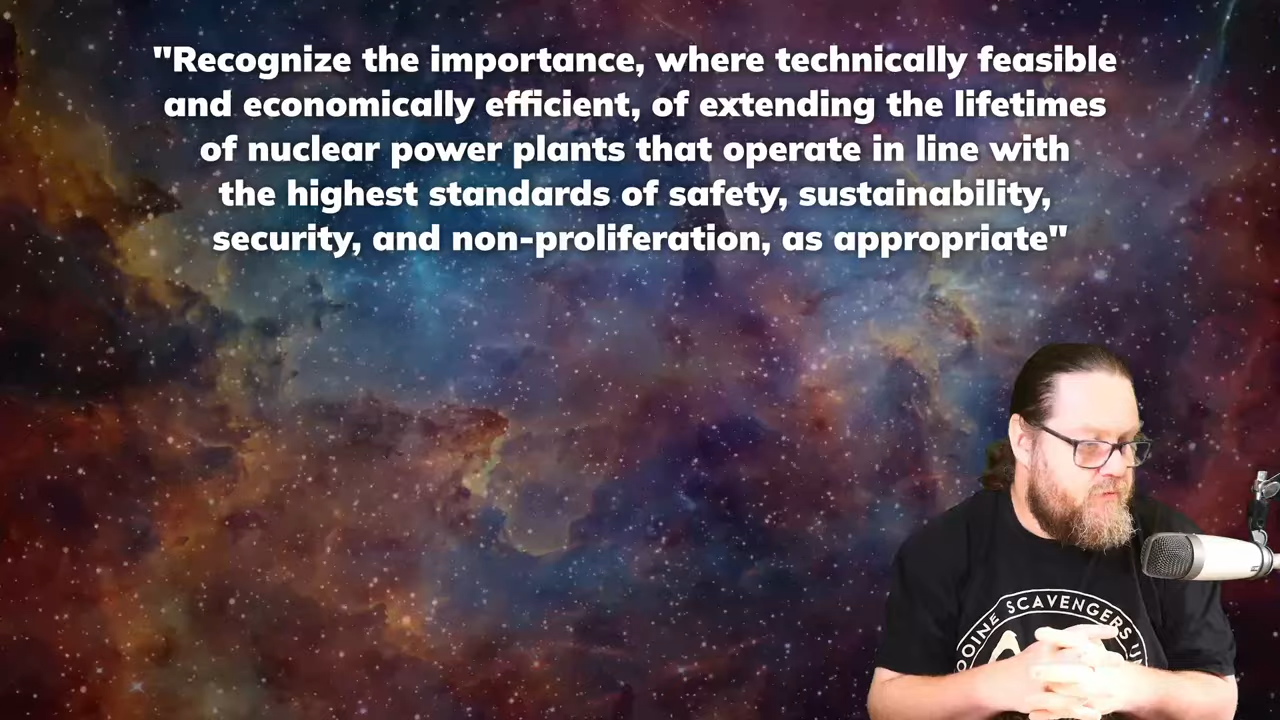 "Recognize the importance, where technically feasible
and economically efficient, of extending the lifetimes
of nuclear power plants that operate in line with
the highest standards of safety, sustainability,
security, and non-proliferation, as appropriate"
SCAVENGERS